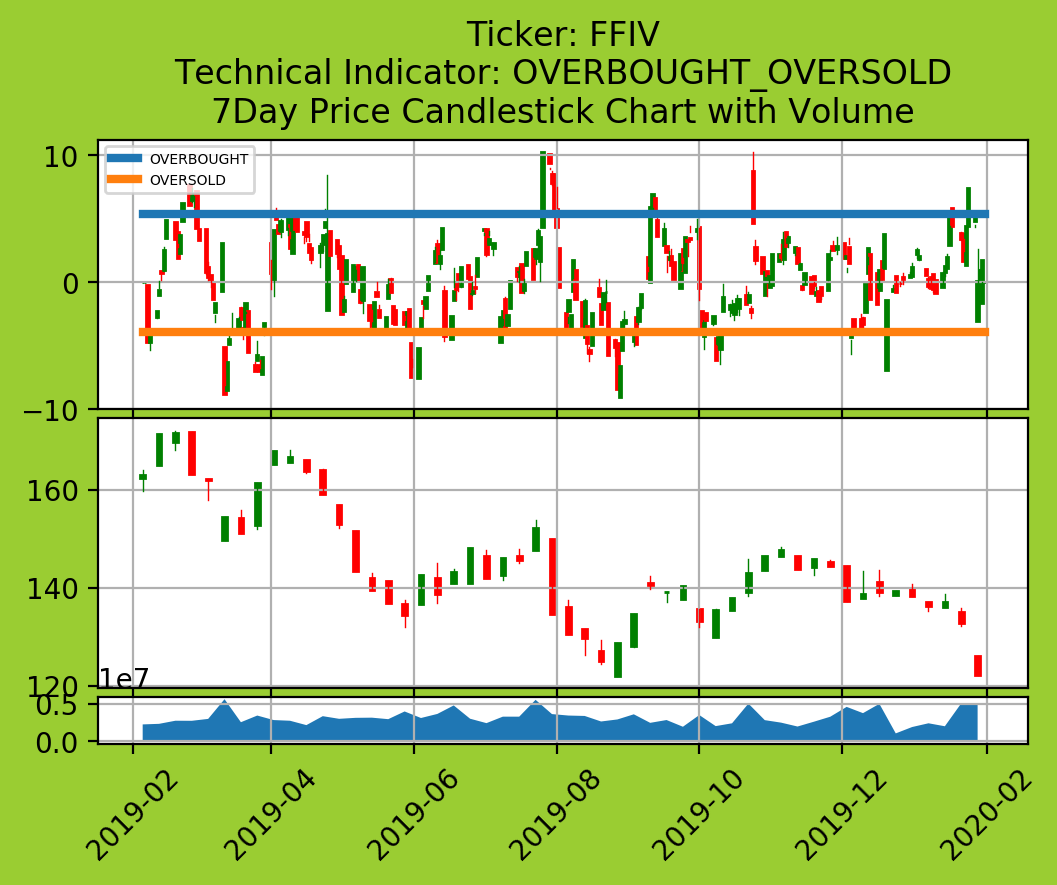 Ticker: FFIV
Technical Indicator: OVERBOUGHT_OVERSOLD
7Day Price Candlestick Chart with Volume
OVERBOUGHT
OVERSOLD
10
0
−10
160
140
120
1e7
0.5
0.0
2019-02
2019-04
2019-06
2019-08
2019-10
2019-12
2020-02